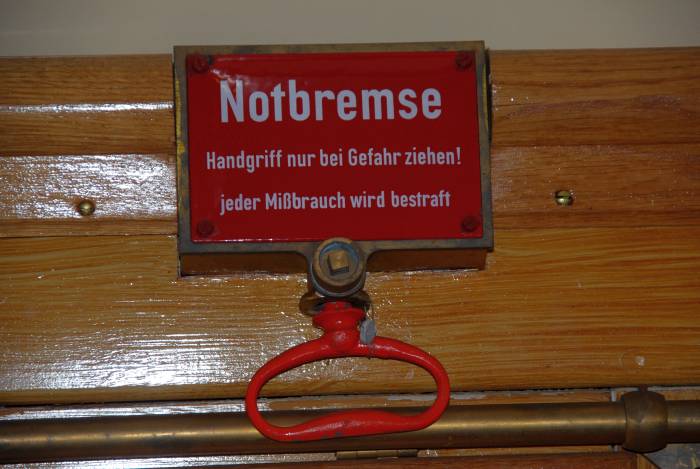 Notbremse
Handgriff nur bei Gefahr ziehen!
jeder Mißbrauch wird bestraft